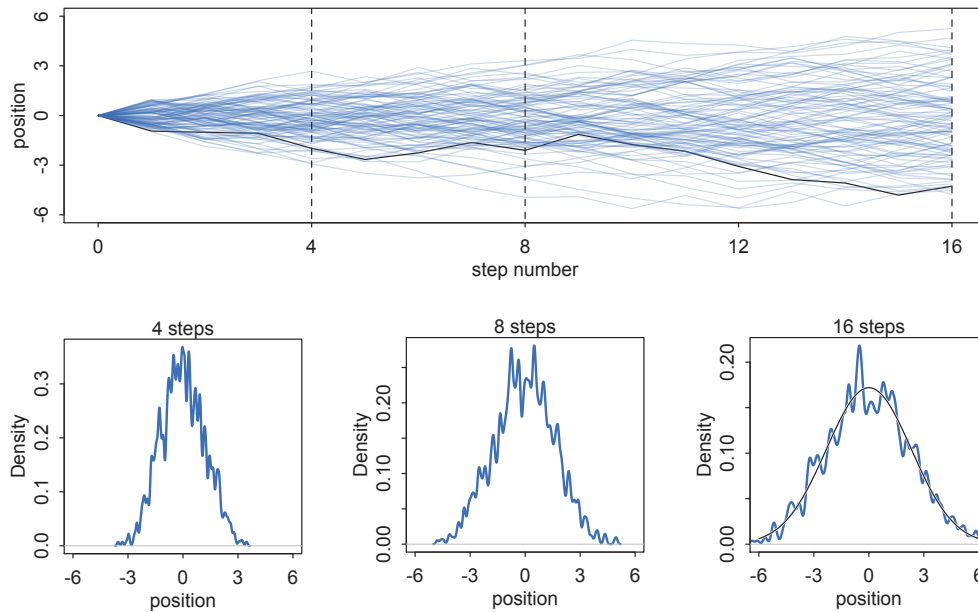 6
3
0
-3
-6
position
0 4 8 12 16
step number
4 steps
0.0 0.1 0.2 0.3
Density
-6 -3 0 3 6
position
8 steps
0.00 0.10 0.20
Density
-6 -3 0 3 6
position
16 steps
0.00 0.10 0.20
Density
-6 -3 0 3 6
position